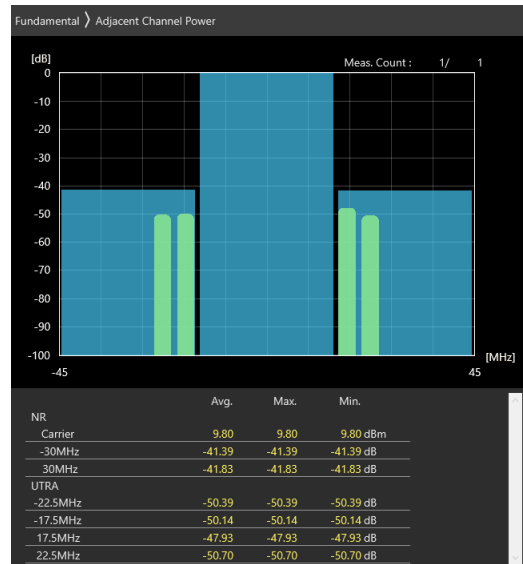 Fundamental 〉 Adjacent Channel Power
[dB]
Meas. Count : 1/ 1
0
-10
-20
-30
-40
-50
-60
-70
-80
-90
-100
[MHz]
-45 45
Avg. Max. Min.
NR
Carrier 9.80 9.80 9.80 dBm
-30MHz -41.39 -41.39 -41.39 dB
30MHz -41.83 -41.83 -41.83 dB
UTRA
-22.5MHz -50.39 -50.39 -50.39 dB
-17.5MHz -50.14 -50.14 -50.14 dB
17.5MHz -47.93 -47.93 -47.93 dB
22.5MHz -50.70 -50.70 -50.70 dB